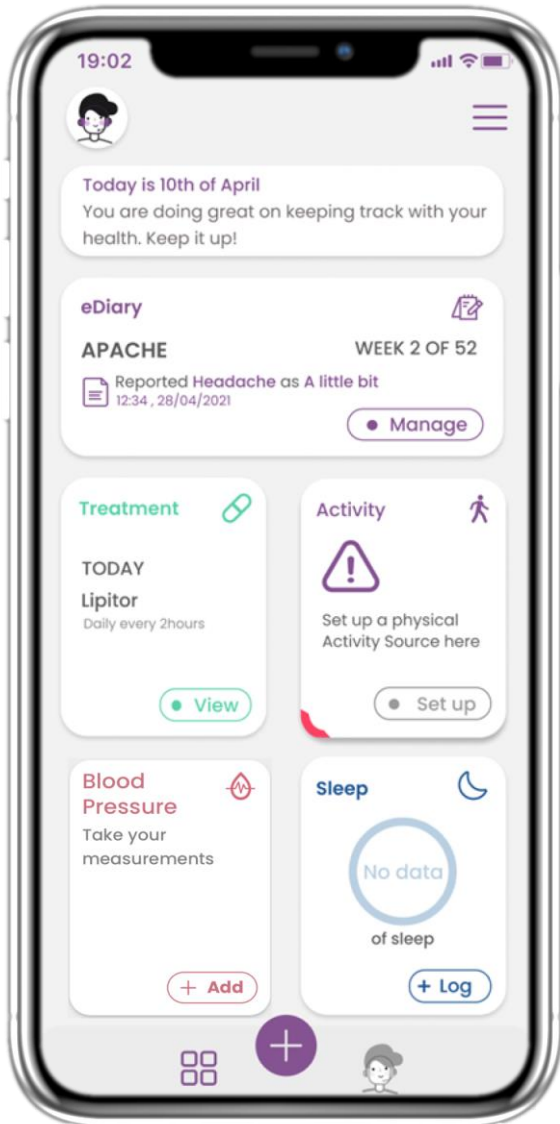 19:02
Today is 10th of April
You are doing great on keeping track with your
health. Keep it up!
eDiary
APACHE
WEEK 2 OF 52
Reported Headache as A little bit
12:34 , 28/04/2021
Manage
Treatment
TODAY
Lipitor
Daily every 2hours
View
Activity
Set up a physical
Activity Source here
Set up
Blood
Pressure
Take your
measurements
+ Add
Sleep
No data
of sleep
+ Log